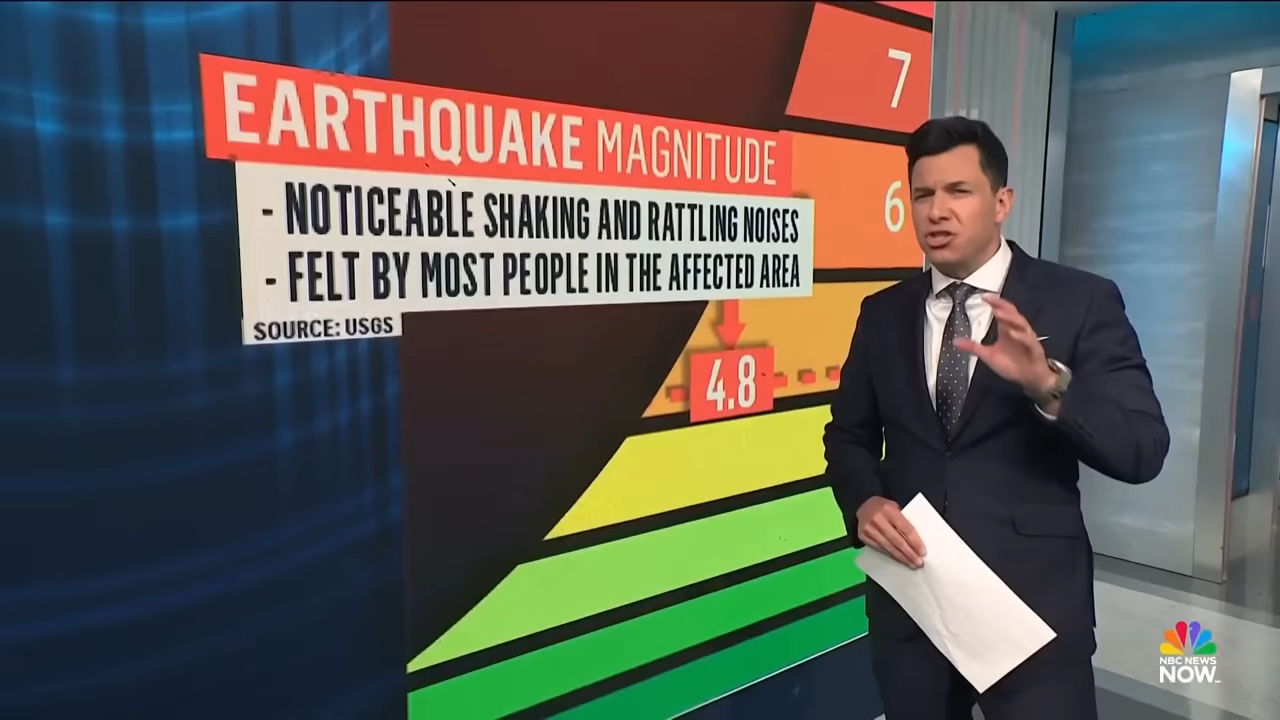 7
EARTHQUAKE MAGNITUDE
- NOTICEABLE SHAKING AND RATTLING NOISES
- FELT BY MOST PEOPLE IN THE AFFECTED AREA
6
SOURCE: USGS
4.8
NBC NEWS
NOW